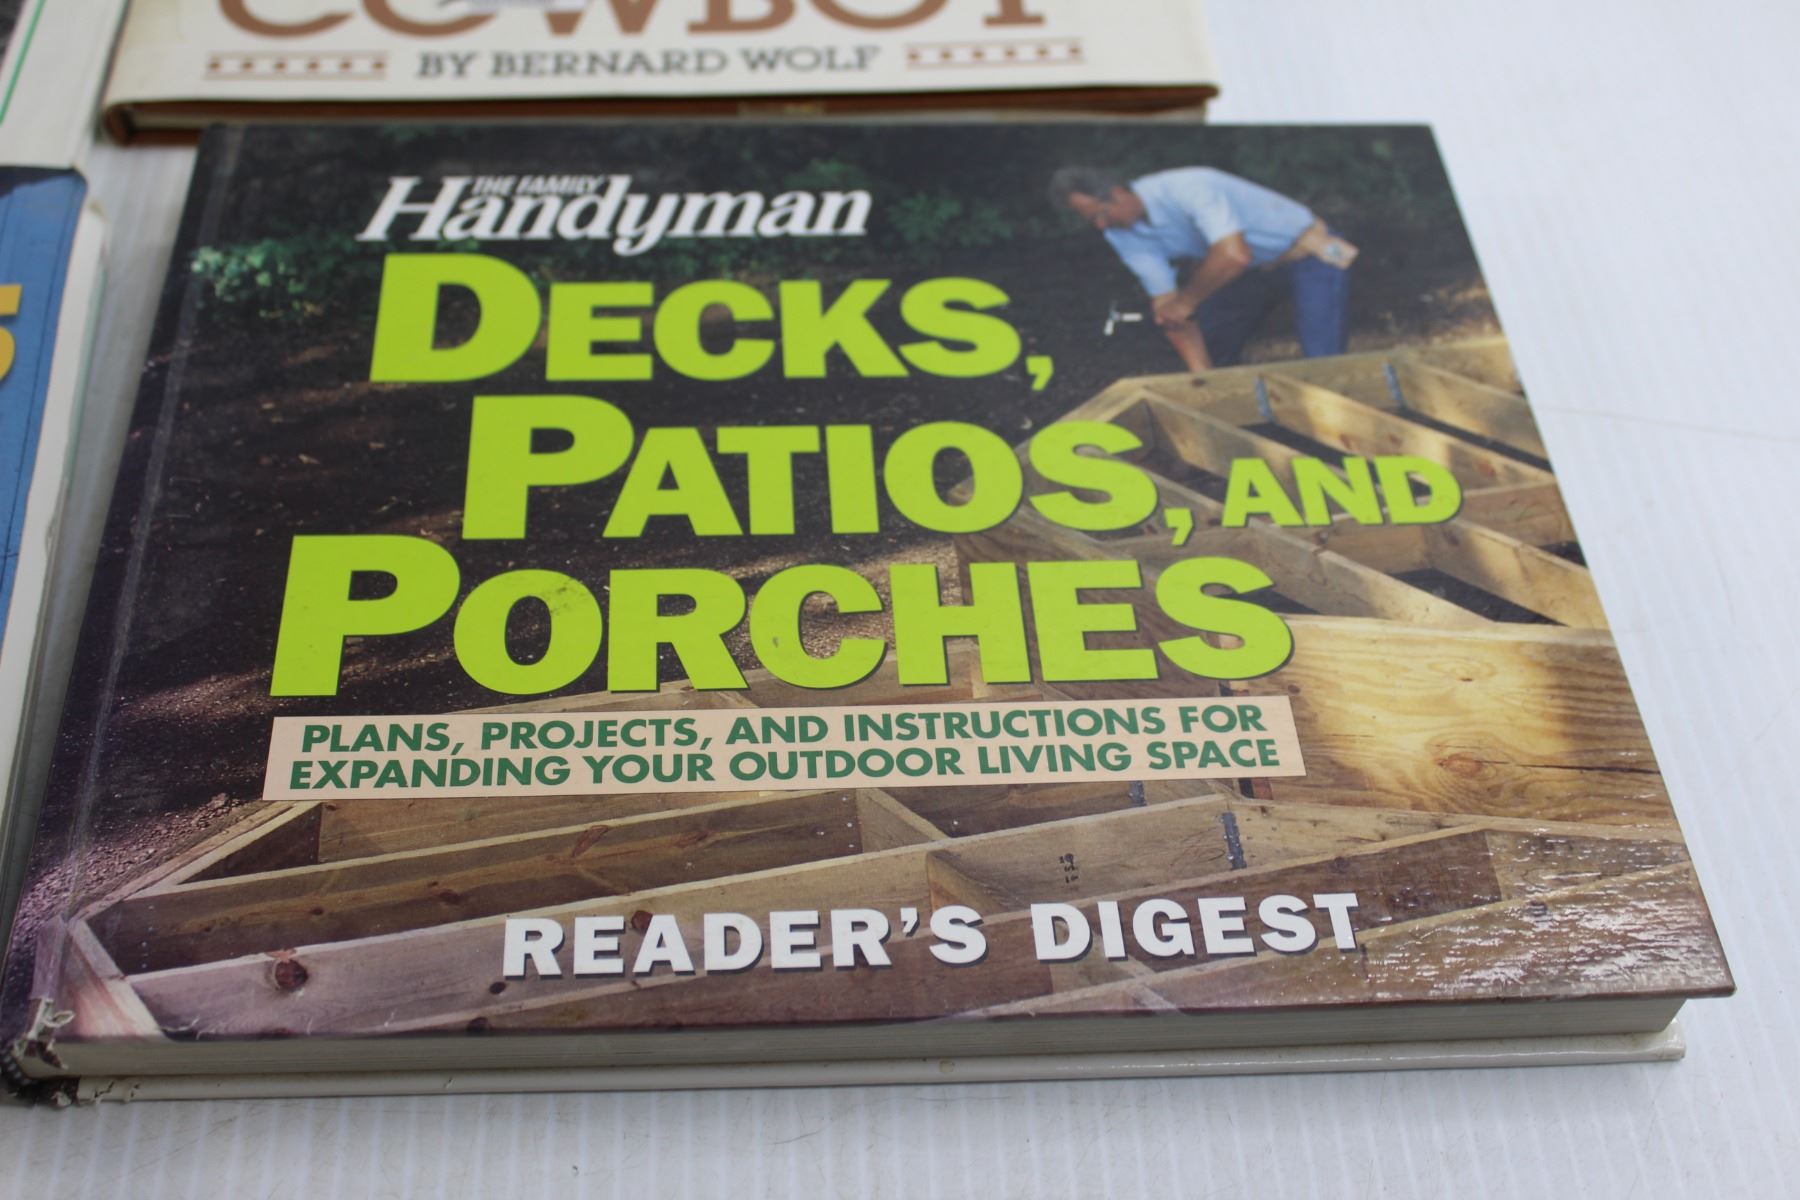 COWBOY
BY BERNARD WOLF
5
THE FAMILY
Handyman
DECKS,
PATIOS, AND
PORCHES
PLANS, PROJECTS, AND INSTRUCTIONS FOR
EXPANDING YOUR OUTDOOR LIVING SPACE
READER'S DIGEST